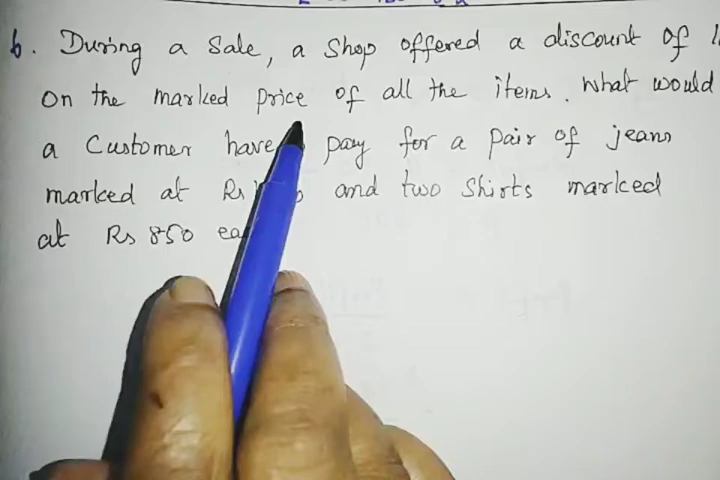 6. During a sale, a shop offered a discount of
on the marked price of all the items. What would
a customer have pay for a pair of jeans
marked at Rs and two shirts marked
at Rs 850